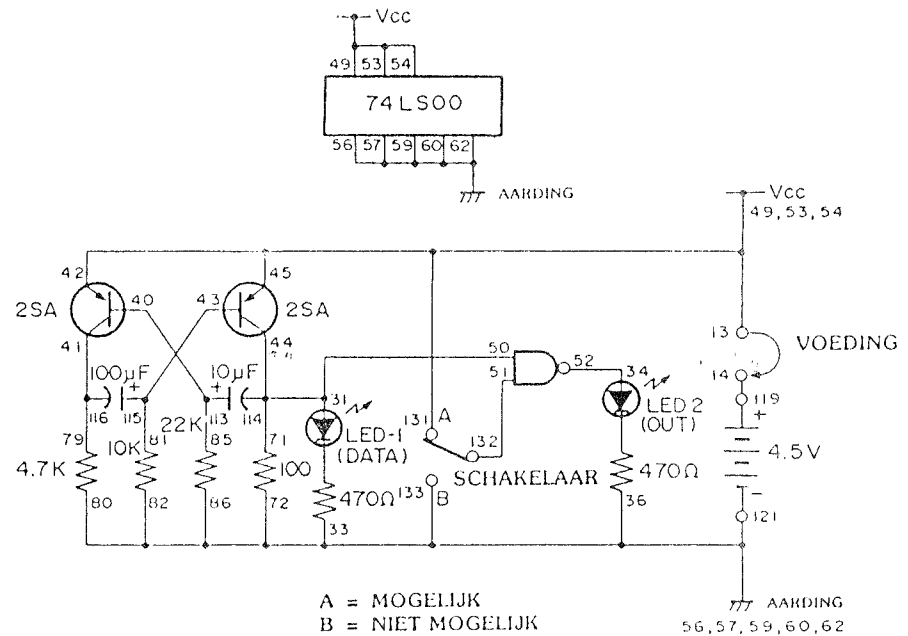 Vcc
49 53 54
74LS00
56 57 59 60 62
AARDING
Vcc
49,53,54
42 45
2SA 40 43 2SA
41 44
13
VOEDING
14
50
51 52
100µF 10µF
+ +
116 115 113 114
31
34
119
+
LED-1
(DATA)
131 A
132
LED 2
(OUT)
22K
79 81 85 71
10K
4.7K 100
80 82 86 72
470Ω
33
SCHAKELAAR
133 B
470Ω
36
4.5V
-
121
A = MOGELIJK
B = NIET MOGELIJK
AARDING
56,57,59,60,62